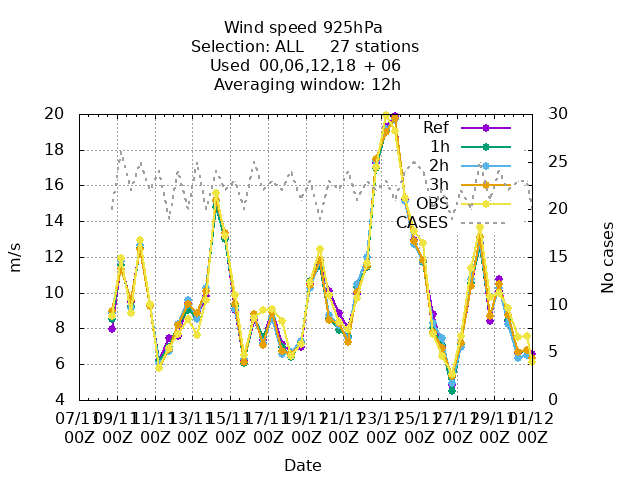 Wind speed 925hPa
Selection: ALL 27 stations
Used 00,06,12,18 + 06
Averaging window: 12h
20 30
18 25
16
14 20
12 15
10 10
8
6 5
4 0
m/s
No cases
Ref
1h
2h
3h
OBS
CASES
07/11 09/11 11/11 13/11 15/11 17/11 19/11 21/11 23/11 25/11 27/11 29/11 01/12
00Z 00Z 00Z 00Z 00Z 00Z 00Z 00Z 00Z 00Z 00Z 00Z 00Z
Date